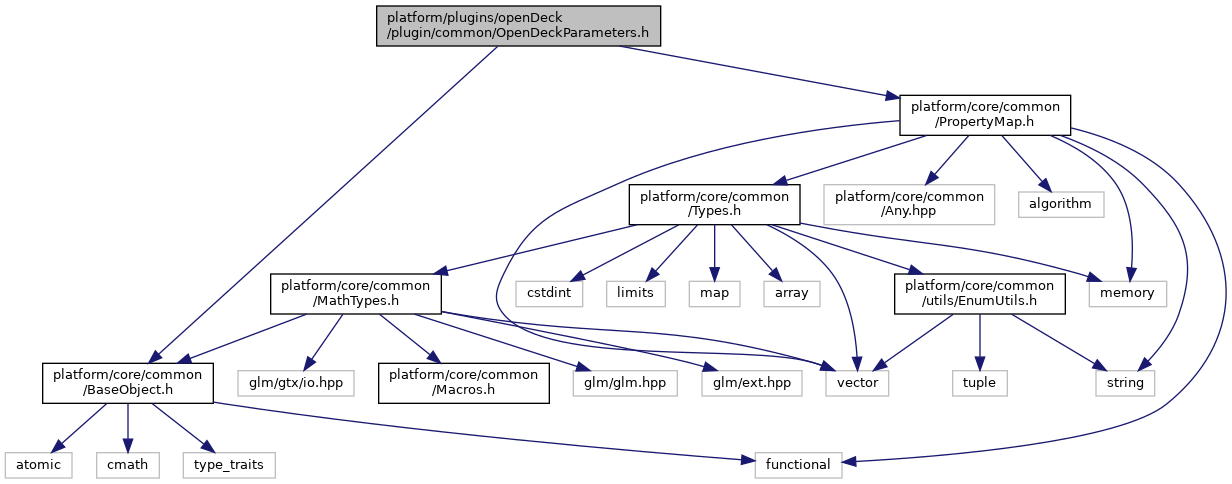 platform/plugins/openDeck
/plugin/common/OpenDeckParameters.h
platform/core/common
/PropertyMap.h
platform/core/common
/Types.h
platform/core/common
/Any.hpp
algorithm
platform/core/common
/MathTypes.h
cstdint
limits
map
array
platform/core/common
/utils/EnumUtils.h
memory
platform/core/common
/BaseObject.h
glm/gtx/io.hpp
platform/core/common
/Macros.h
glm/glm.hpp
glm/ext.hpp
vector
tuple
string
atomic
cmath
type_traits
functional